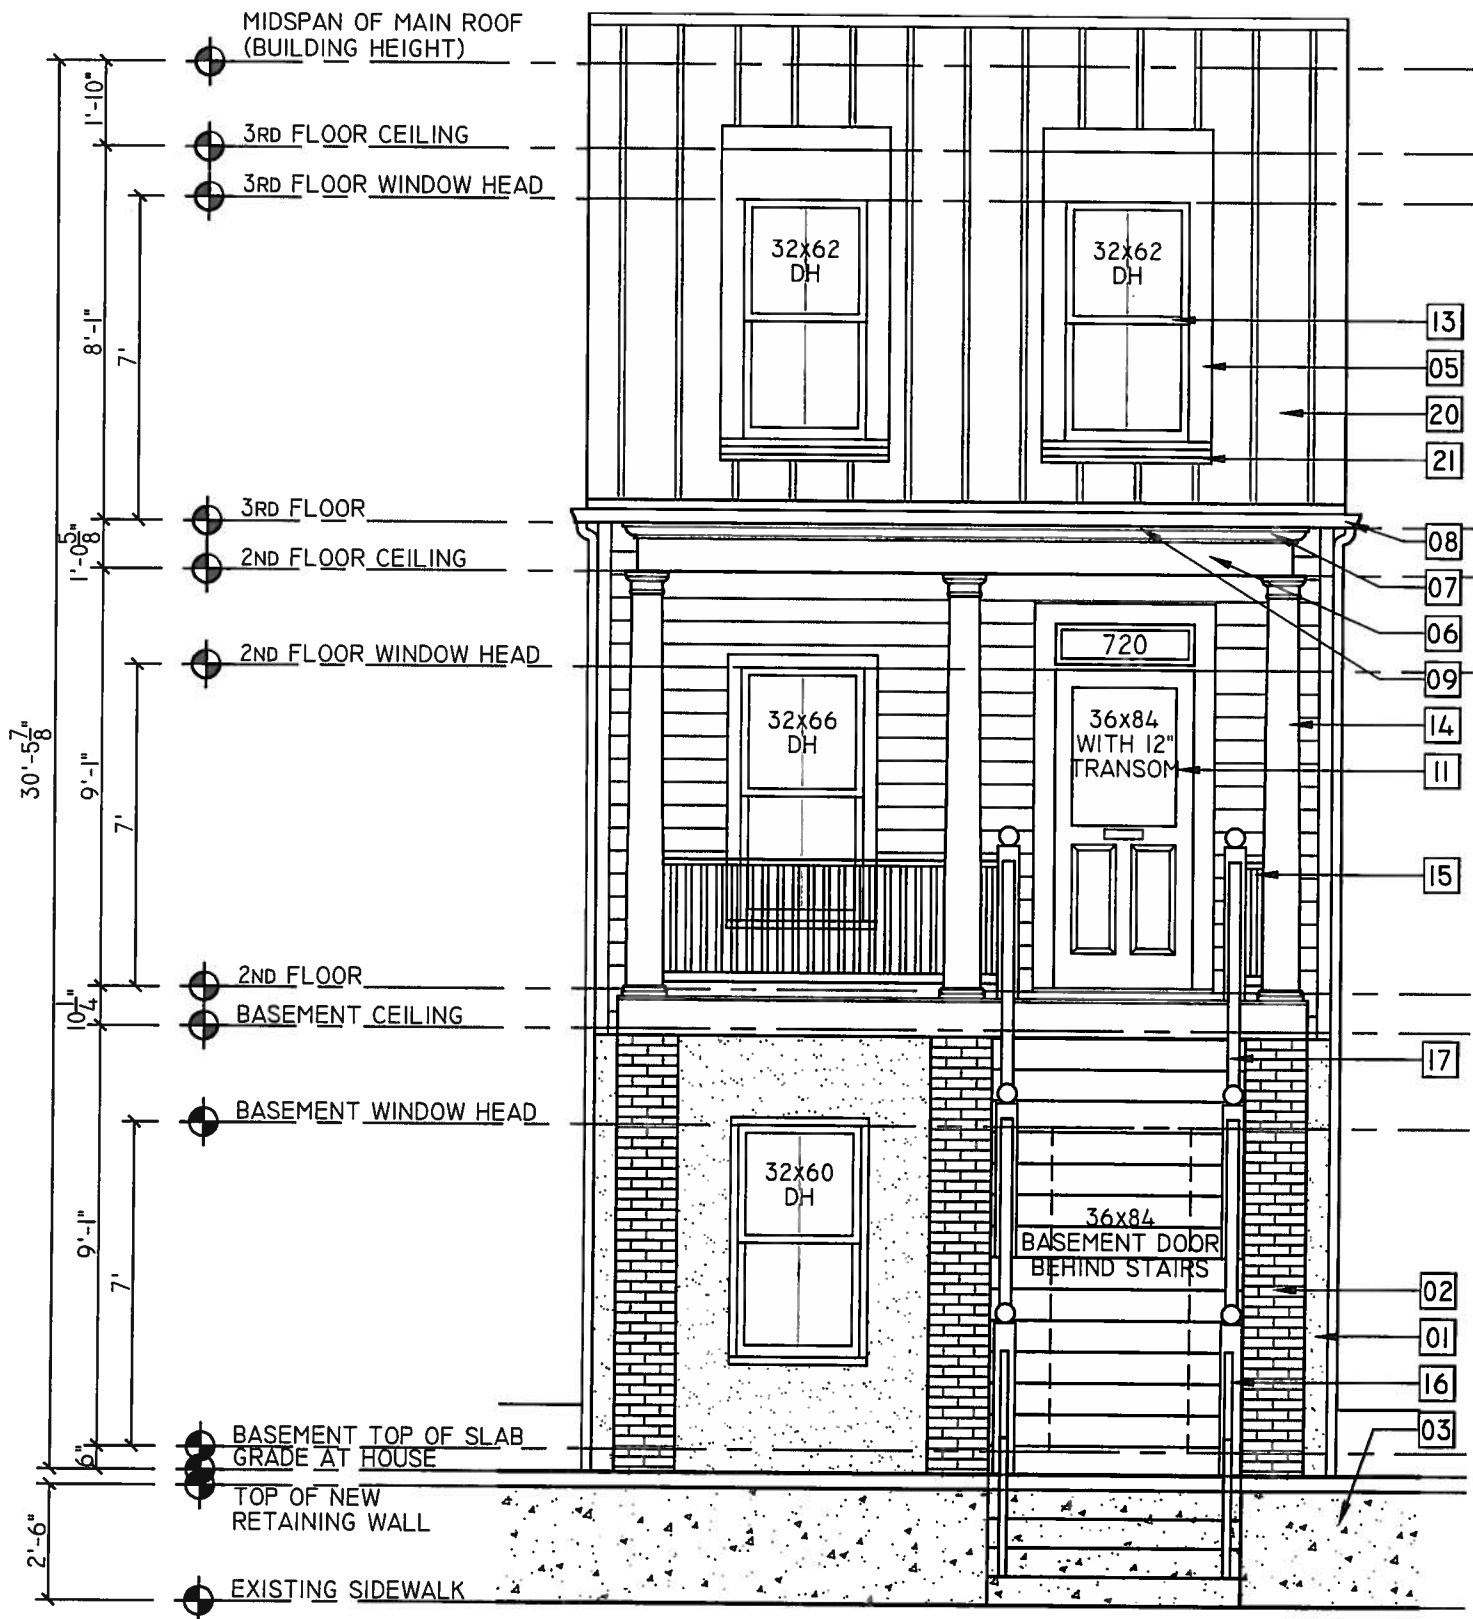 MIDSPAN OF MAIN ROOF
(BUILDING HEIGHT)
1'-10"
3RD FLOOR CEILING
3RD FLOOR WINDOW HEAD
32x62
DH
32x62
DH
13
05
20
21
8'-1"
7'
3RD FLOOR
1'-0 5/8"
2ND FLOOR CEILING
08
07
06
09
2ND FLOOR WINDOW HEAD
720
32x66
DH
36x84
WITH 12"
TRANSOM
14
11
30'-5 7/8"
9'-1"
7'
15
2ND FLOOR
10 1/4"
BASEMENT CEILING
17
BASEMENT WINDOW HEAD
32x60
DH
36x84
BASEMENT DOOR
BEHIND STAIRS
9'-1"
7'
02
01
16
03
BASEMENT TOP OF SLAB
6"
GRADE AT HOUSE
TOP OF NEW
RETAINING WALL
2'-6"
EXISTING SIDEWALK